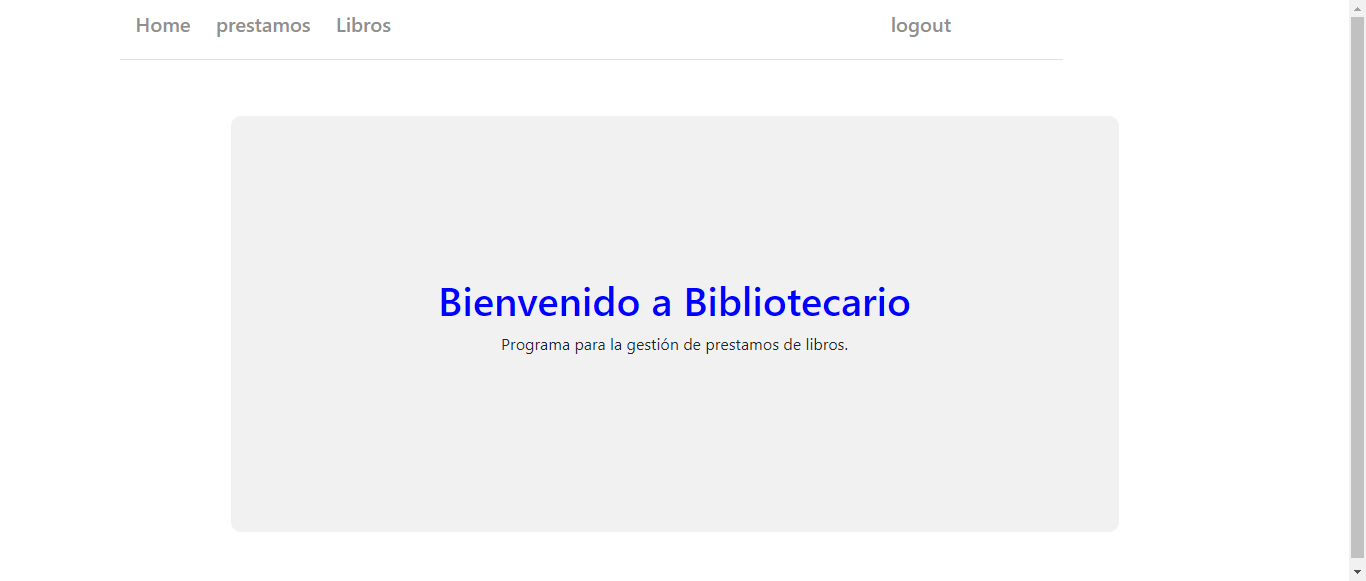 Home prestamos Libros logout
Bienvenido a Bibliotecario
Programa para la gestión de prestamos de libros.